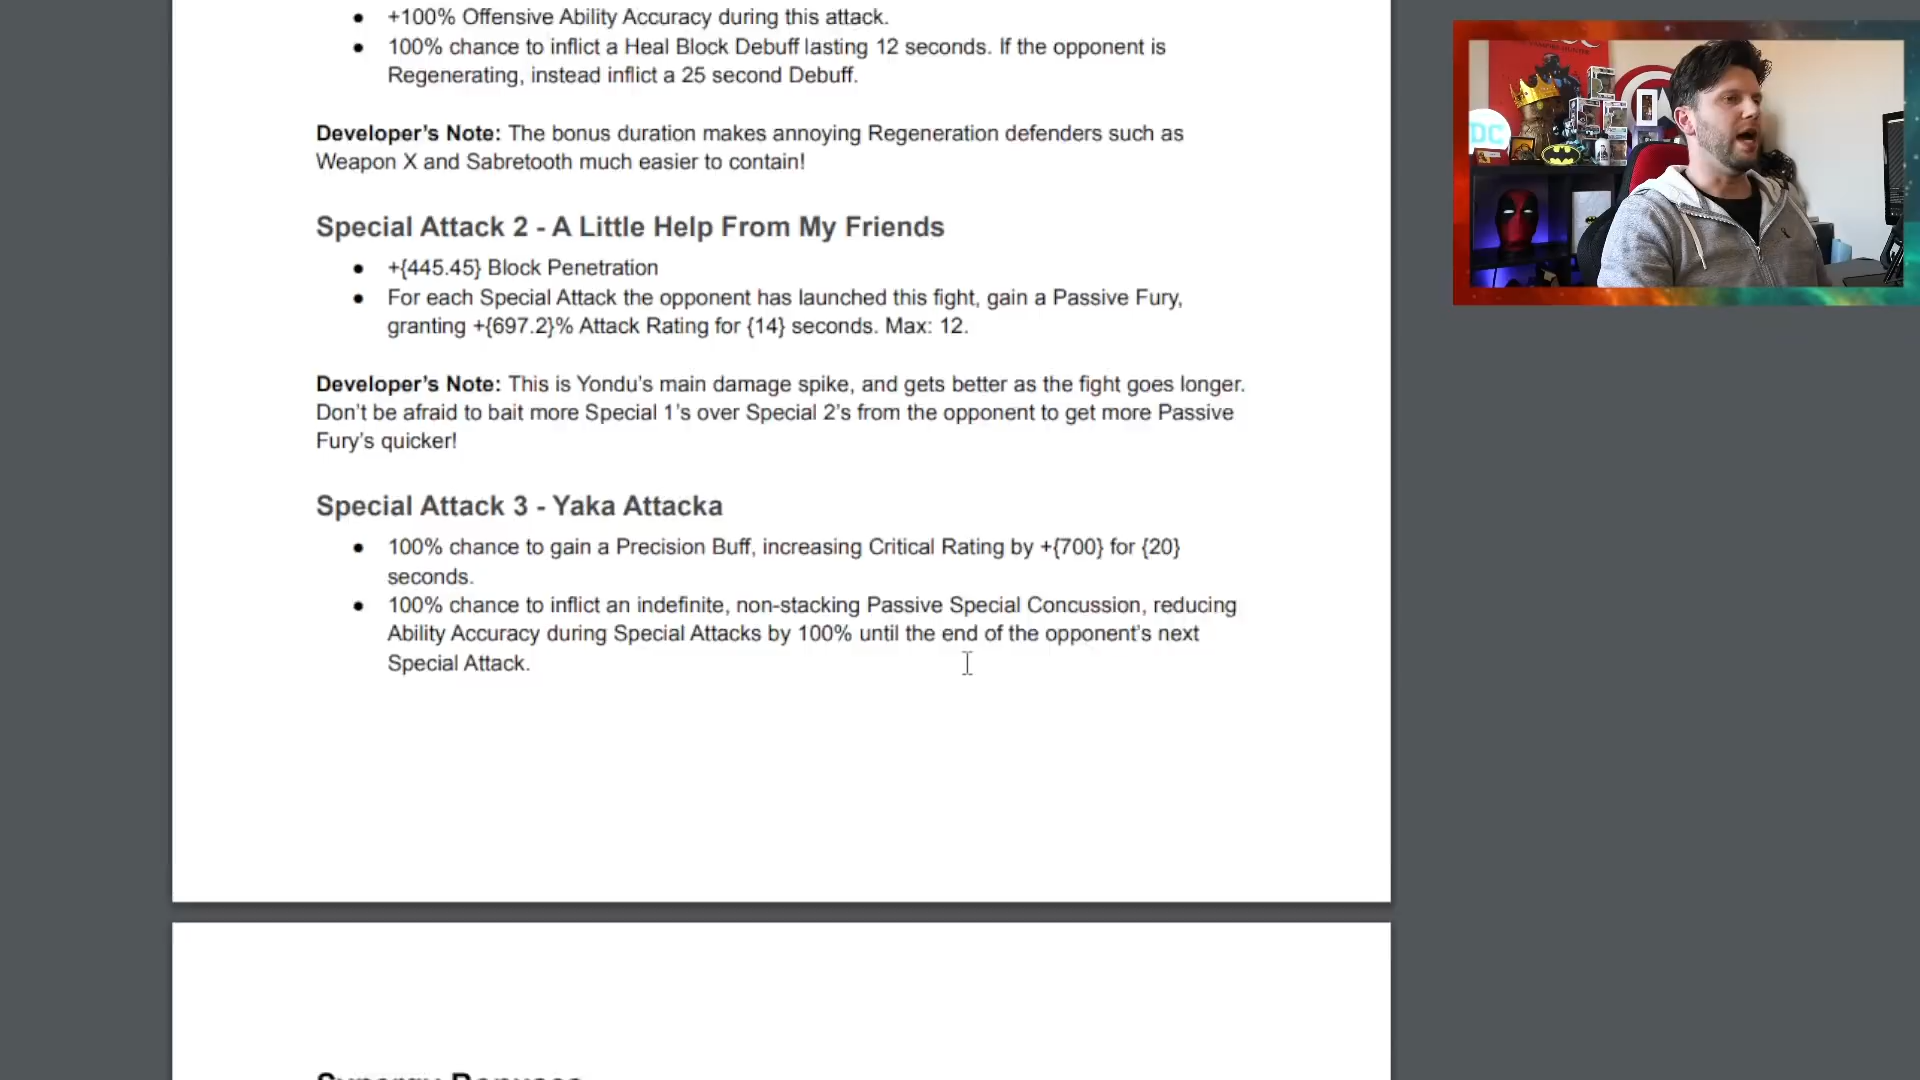 ● +100% Offensive Ability Accuracy during this attack.
● 100% chance to inflict a Heal Block Debuff lasting 12 seconds. If the opponent is
Regenerating, instead inflict a 25 second Debuff.
Developer's Note: The bonus duration makes annoying Regeneration defenders such as
Weapon X and Sabretooth much easier to contain!
Special Attack 2 - A Little Help From My Friends
● +{445.45} Block Penetration
● For each Special Attack the opponent has launched this fight, gain a Passive Fury,
granting +{697.2}% Attack Rating for {14} seconds. Max: 12.
Developer's Note: This is Yondu's main damage spike, and gets better as the fight goes longer.
Don't be afraid to bait more Special 1's over Special 2's from the opponent to get more Passive
Fury's quicker!
Special Attack 3 - Yaka Attacka
● 100% chance to gain a Precision Buff, increasing Critical Rating by +{700} for {20}
seconds.
● 100% chance to inflict an indefinite, non-stacking Passive Special Concussion, reducing
Ability Accuracy during Special Attacks by 100% until the end of the opponent's next
Special Attack.
Synergy Bonuses
DC